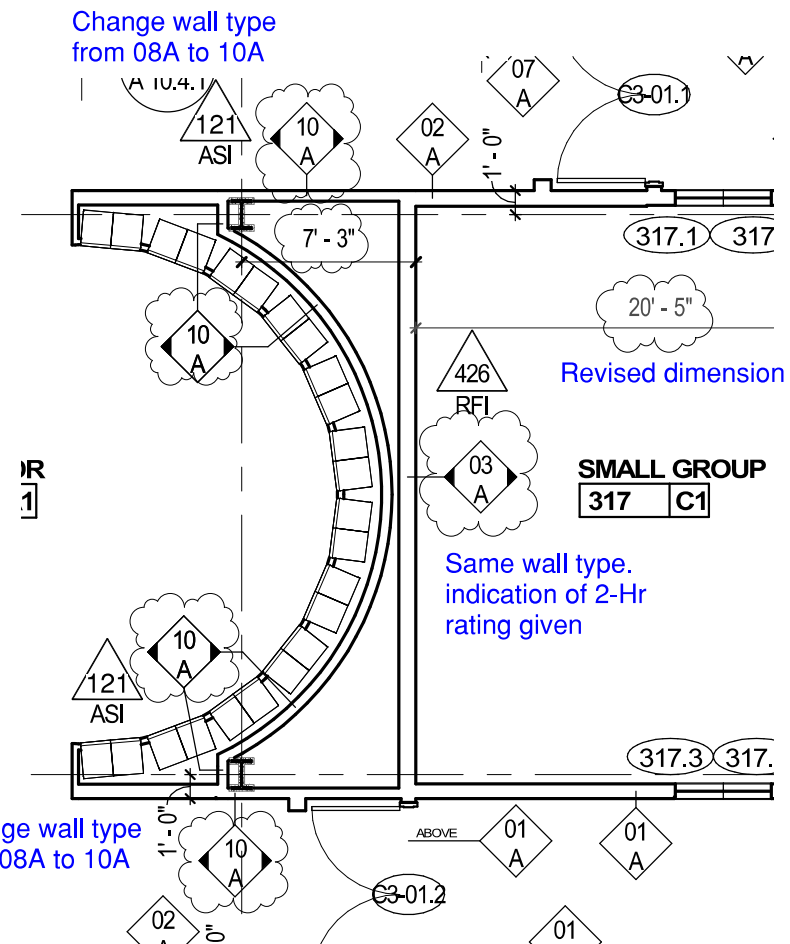 Change wall type
from 08A to 10A
A 10.4.1
121
ASI
10
A
02
A
07
A
C3-01.1
A
1' - 0"
7' - 3"
317.1
317
20' - 5"
Revised dimension
10
A
426
RFI
03
A
SMALL GROUP
317 C1
Same wall type.
indication of 2-Hr
rating given
10
A
121
ASI
317.3
317.
1' - 0"
ge wall type
08A to 10A
10
A
ABOVE
01
A
01
A
C3-01.2
02
01